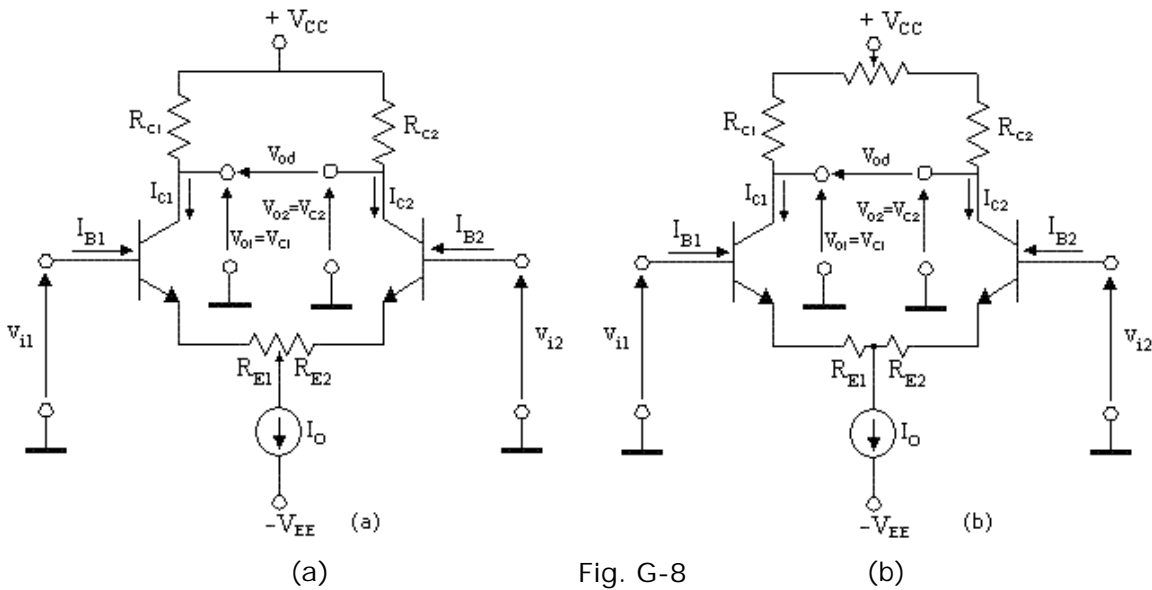 + V_CC
R_C1
R_C2
V_od
I_C1
I_C2
V_O2=V_C2
V_O1=V_C1
I_B1
I_B2
V_i1
V_i2
R_E1
R_E2
I_O
-V_EE
(a)
+ V_CC
R_C1
R_C2
V_od
I_C1
I_C2
V_O2=V_C2
V_O1=V_C1
I_B1
I_B2
V_i1
V_i2
R_E1
R_E2
I_O
-V_EE
(b)
(a) Fig. G-8 (b)